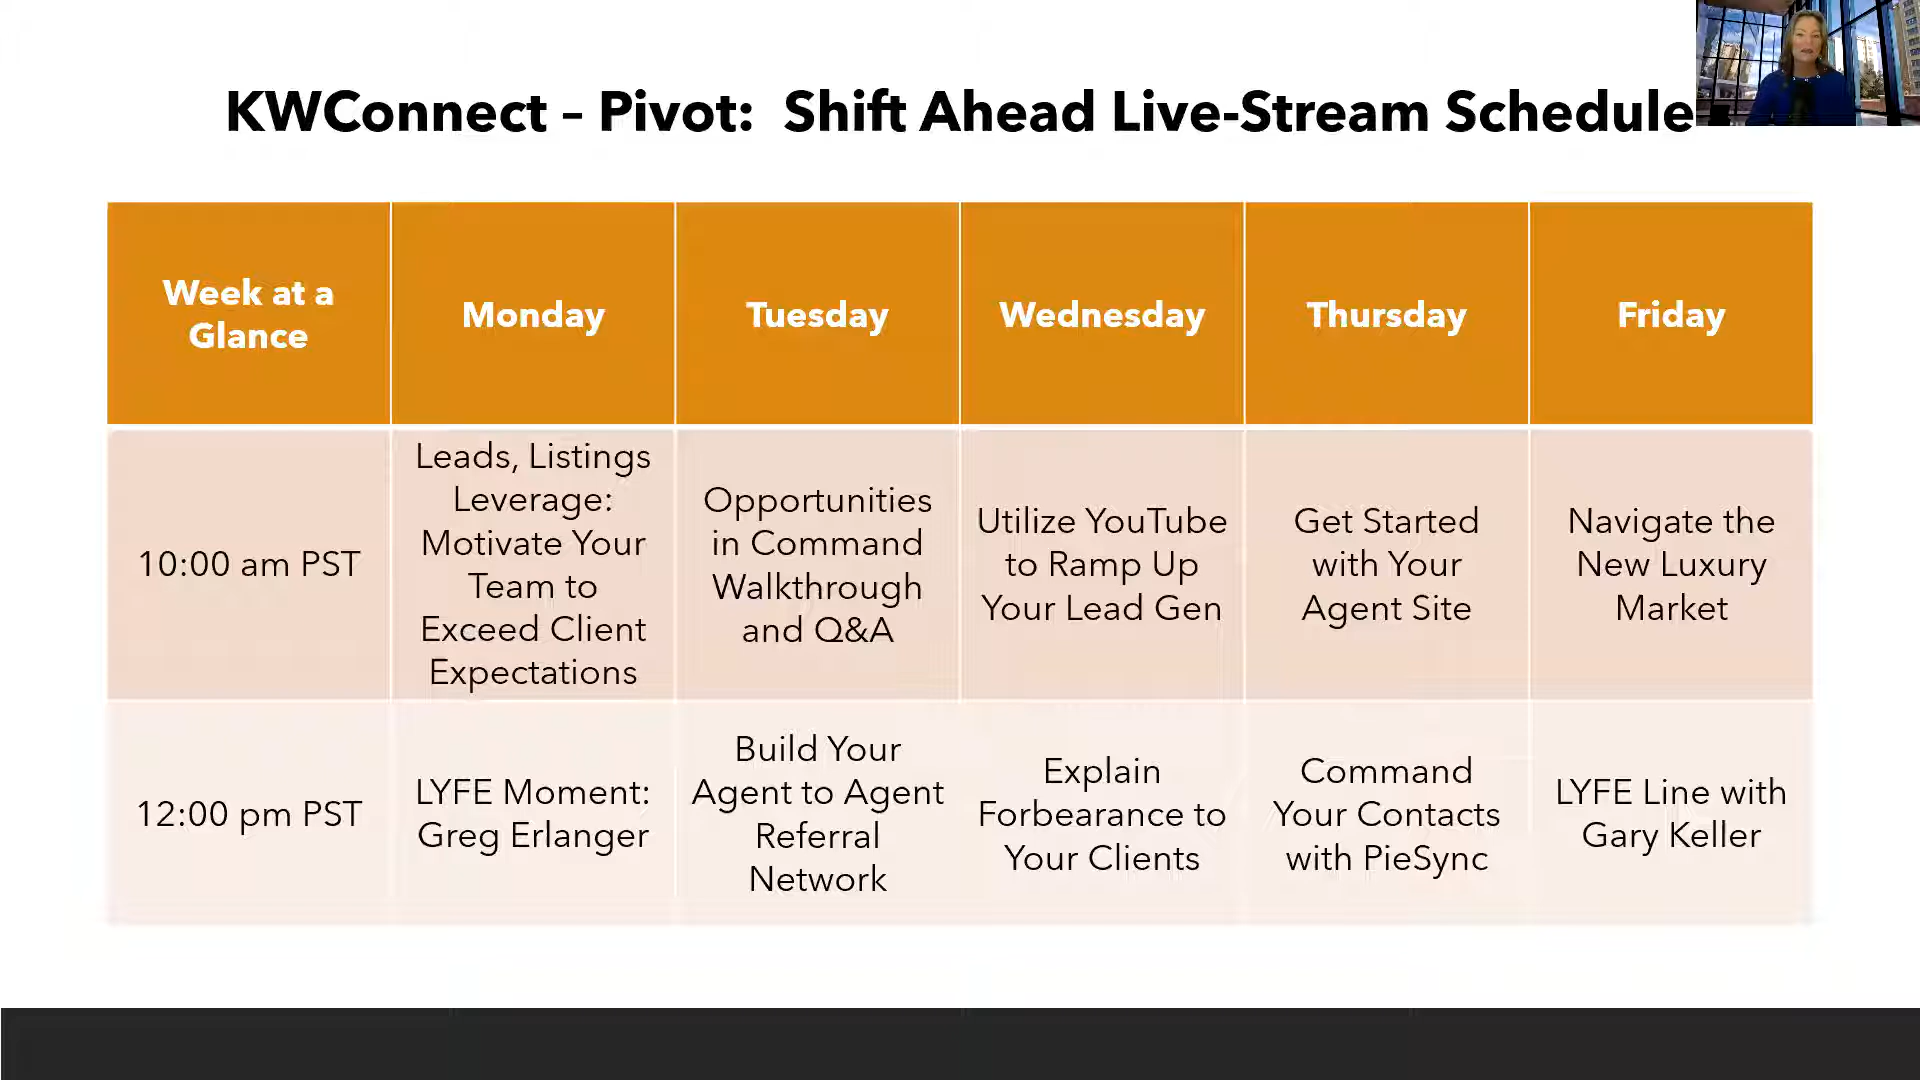 KWConnect – Pivot:  Shift Ahead Live-Stream Schedule
Week at a
Glance
Monday
Tuesday
Wednesday
Thursday
Friday
10:00 am PST
Leads, Listings
Leverage:
Motivate Your
Team to
Exceed Client
Expectations
Opportunities
in Command
Walkthrough
and Q&A
Utilize YouTube
to Ramp Up
Your Lead Gen
Get Started
with Your
Agent Site
Navigate the
New Luxury
Market
12:00 pm PST
LYFE Moment:
Greg Erlanger
Build Your
Agent to Agent
Referral
Network
Explain
Forbearance to
Your Clients
Command
Your Contacts
with PieSync
LYFE Line with
Gary Keller